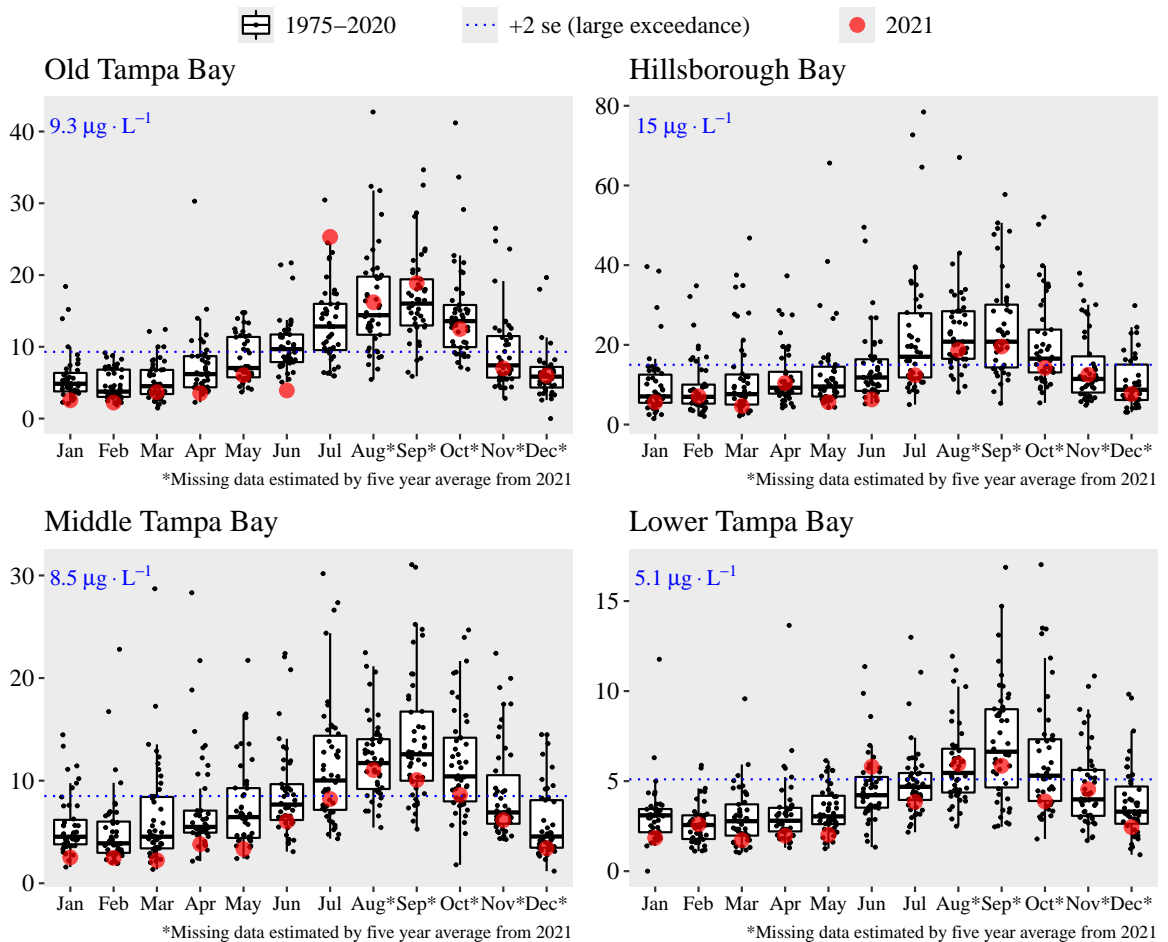 1975−2020 +2 se (large exceedance) 2021
Old Tampa Bay
9.3 μg · L⁻¹
40
30
20
10
0
Jan Feb Mar Apr May Jun Jul Aug* Sep* Oct* Nov* Dec*
*Missing data estimated by five year average from 2021
Hillsborough Bay
15 μg · L⁻¹
80
60
40
20
0
Jan Feb Mar Apr May Jun Jul Aug* Sep* Oct* Nov* Dec*
*Missing data estimated by five year average from 2021
Middle Tampa Bay
8.5 μg · L⁻¹
30
20
10
0
Jan Feb Mar Apr May Jun Jul Aug* Sep* Oct* Nov* Dec*
*Missing data estimated by five year average from 2021
Lower Tampa Bay
5.1 μg · L⁻¹
15
10
5
0
Jan Feb Mar Apr May Jun Jul Aug* Sep* Oct* Nov* Dec*
*Missing data estimated by five year average from 2021